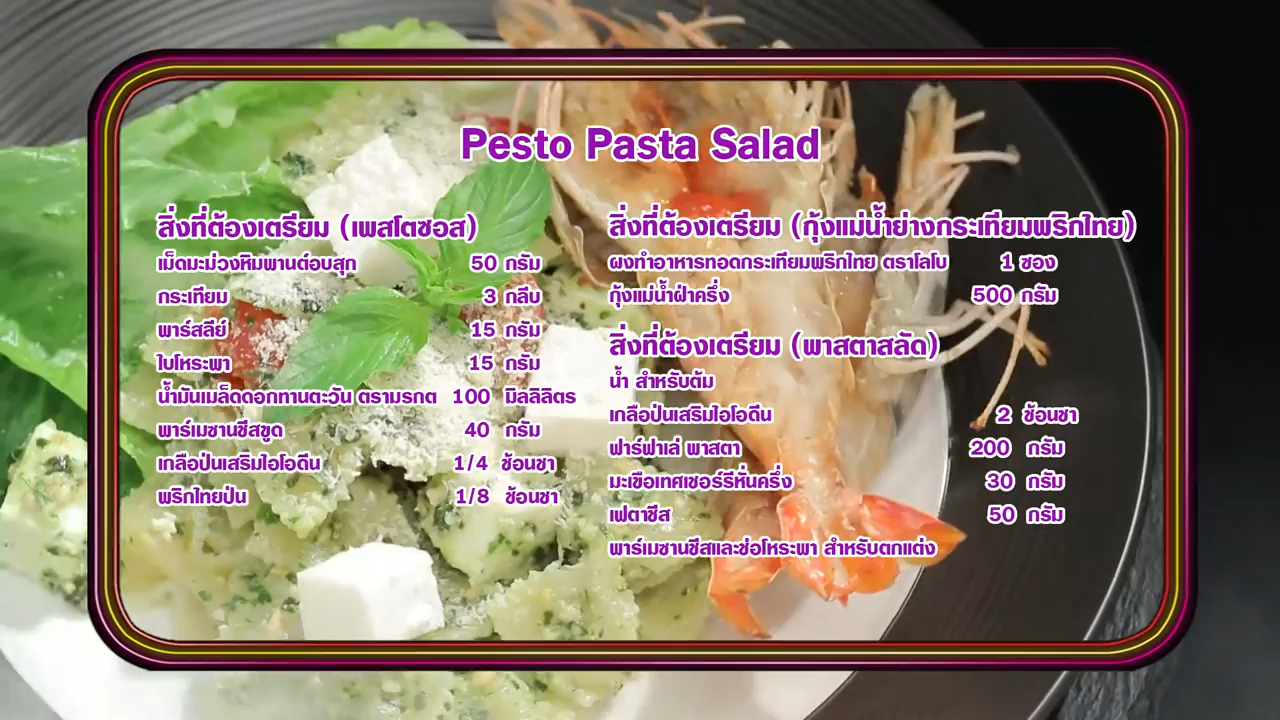 Pesto Pasta Salad
สิ่งที่ต้องเตรียม (เพสโตซอส)
เม็ดมะม่วงหิมพานต์อบสุก 50 กรัม
กระเทียม 3 กลีบ
พาร์สลีย์ 15 กรัม
ใบโหระพา 15 กรัม
น้ำมันเมล็ดดอกทานตะวัน ตรามรกต 100 มิลลิลิตร
พาร์เมซานชีสขูด 40 กรัม
เกลือป่นเสริมไอโอดีน 1/4 ช้อนชา
พริกไทยป่น 1/8 ช้อนชา
สิ่งที่ต้องเตรียม (กุ้งแม่น้ำย่างกระเทียมพริกไทย)
ผงทำอาหารทอดกระเทียมพริกไทย ตราโลโบ 1 ซอง
กุ้งแม่น้ำฝ่าครึ่ง 500 กรัม
สิ่งที่ต้องเตรียม (พาสตาสลัด)
น้ำ สำหรับต้ม
เกลือป่นเสริมไอโอดีน 2 ช้อนชา
ฟาร์ฟาเล่ พาสตา 200 กรัม
มะเขือเทศเชอร์รีหั่นครึ่ง 30 กรัม
เฟตาชีส 50 กรัม
พาร์เมซานชีสและช่อโหระพา สำหรับตกแต่ง